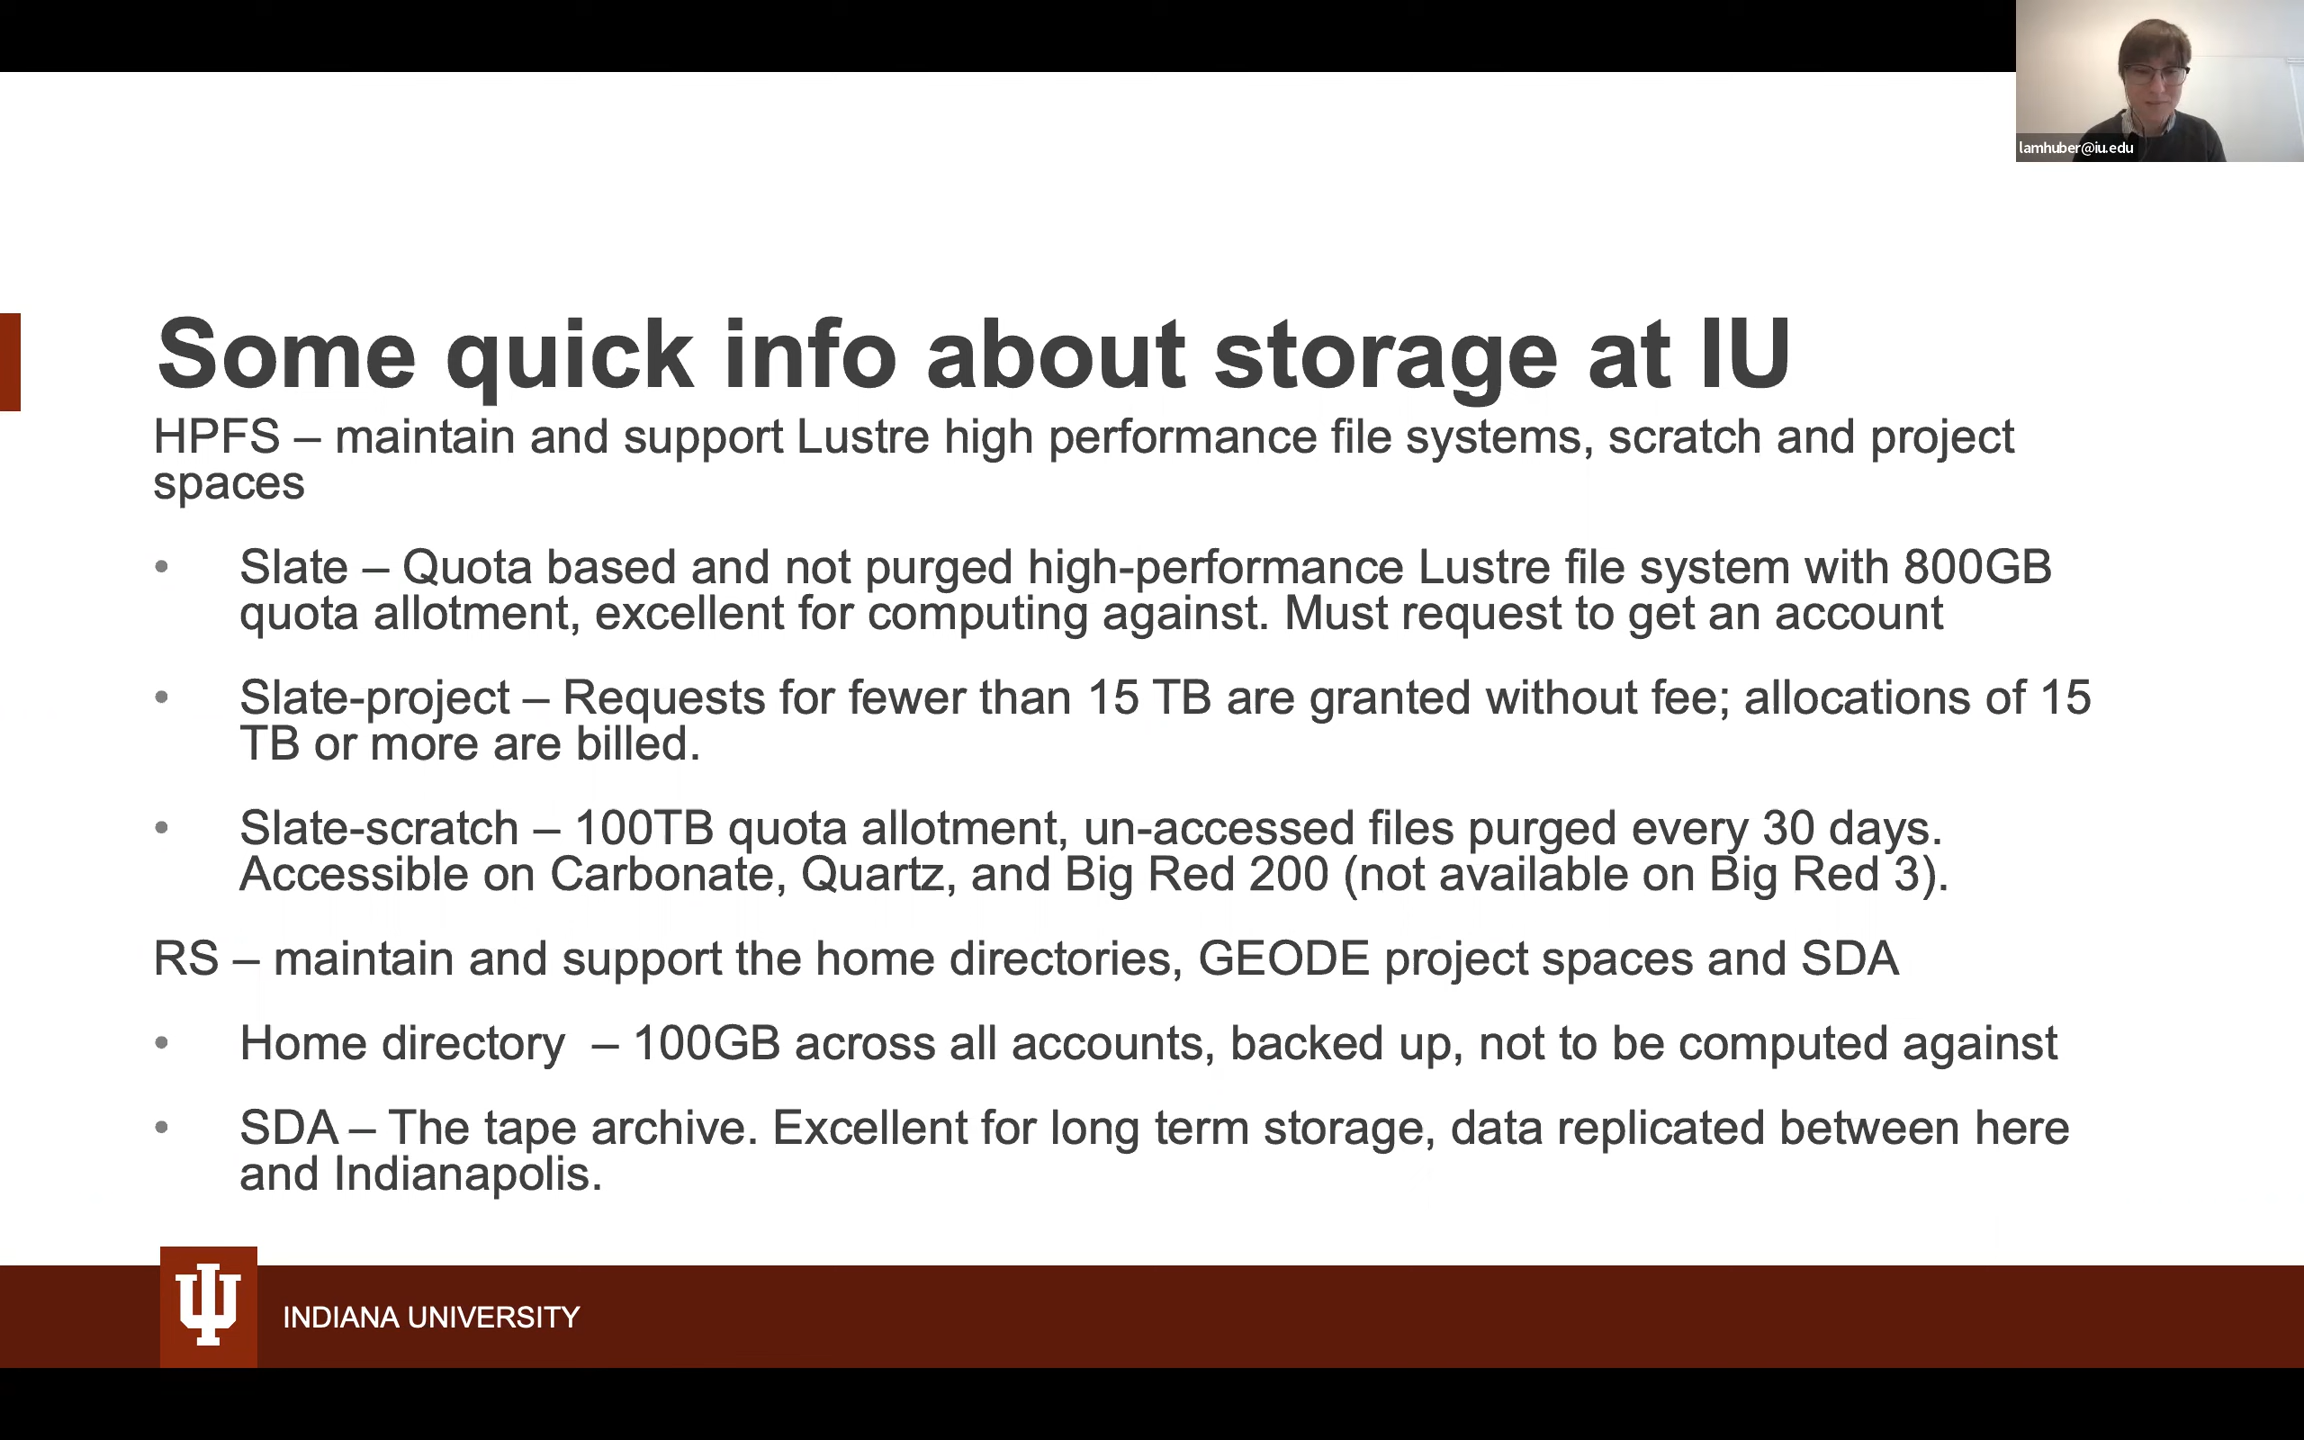 lamhuber@iu.edu
Some quick info about storage at IU
HPFS – maintain and support Lustre high performance file systems, scratch and project
spaces
• Slate – Quota based and not purged high-performance Lustre file system with 800GB
quota allotment, excellent for computing against. Must request to get an account
• Slate-project – Requests for fewer than 15 TB are granted without fee; allocations of 15
TB or more are billed.
• Slate-scratch – 100TB quota allotment, un-accessed files purged every 30 days.
Accessible on Carbonate, Quartz, and Big Red 200 (not available on Big Red 3).
RS – maintain and support the home directories, GEODE project spaces and SDA
• Home directory – 100GB across all accounts, backed up, not to be computed against
• SDA – The tape archive. Excellent for long term storage, data replicated between here
and Indianapolis.
INDIANA UNIVERSITY